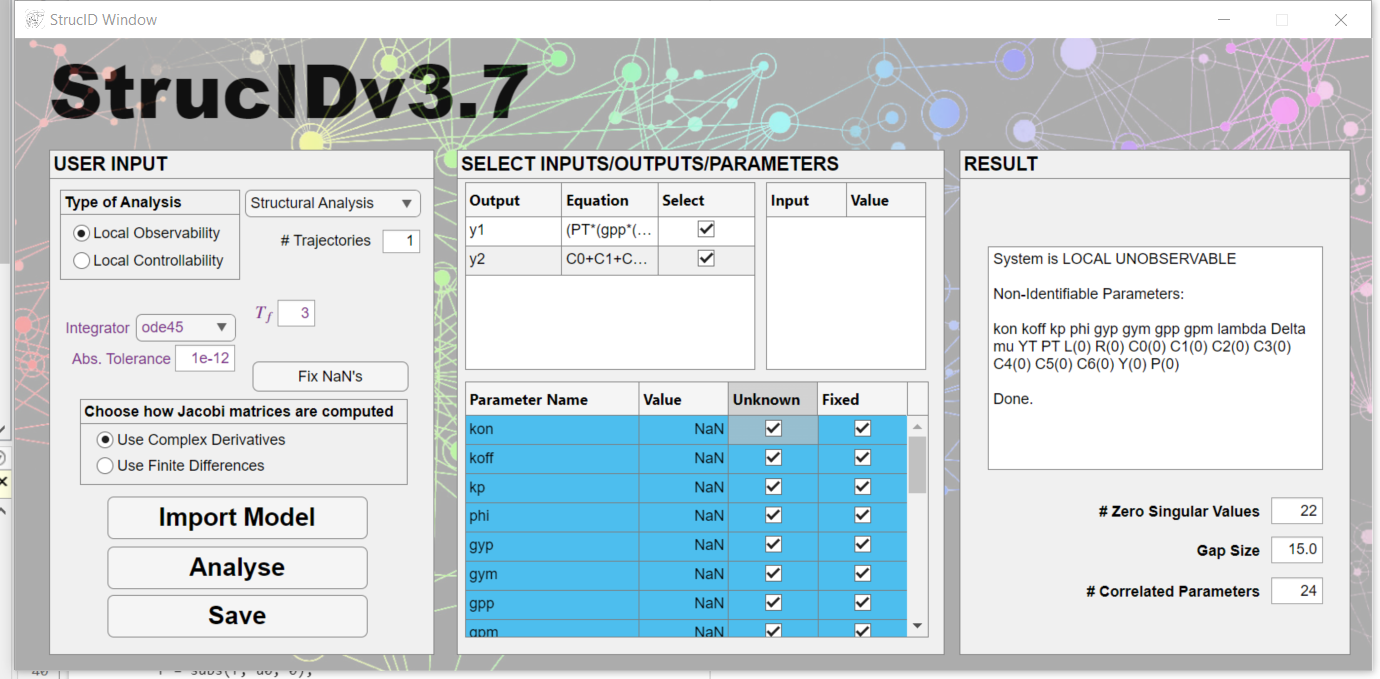 StrucID Window
StrucIDv3.7
USER INPUT
Type of Analysis
Local Observability
Local Controllability
Structural Analysis
# Trajectories 1
Integrator ode45
Tf 3
Abs. Tolerance 1e-12
Fix NaN's
Choose how Jacobi matrices are computed
Use Complex Derivatives
Use Finite Differences
Import Model
Analyse
Save
SELECT INPUTS/OUTPUTS/PARAMETERS
Output Equation Select
y1 (PT*(gpp*(...
y2 C0+C1+C...
Input Value
Parameter Name Value Unknown Fixed
kon NaN
koff NaN
kp NaN
phi NaN
gyp NaN
gym NaN
gpp NaN
gpm NaN
RESULT
System is LOCAL UNOBSERVABLE
Non-Identifiable Parameters:
kon koff kp phi gyp gym gpp gpm lambda Delta
mu YT PT L(0) R(0) C0(0) C1(0) C2(0) C3(0)
C4(0) C5(0) C6(0) Y(0) P(0)
Done.
# Zero Singular Values 22
Gap Size 15.0
# Correlated Parameters 24